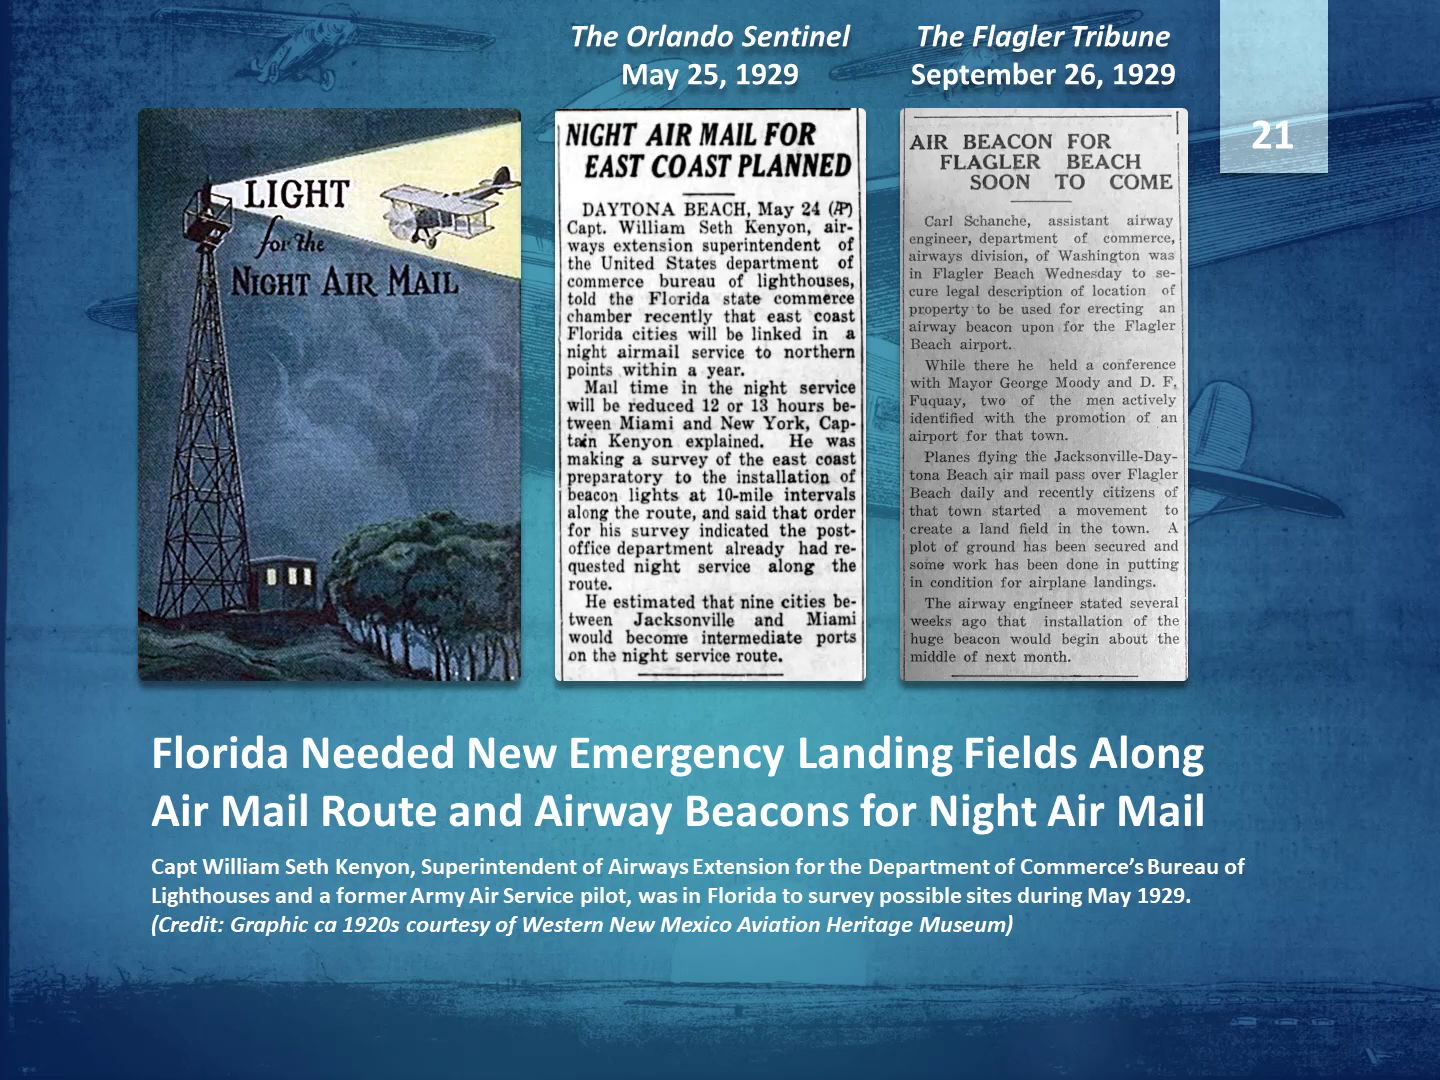 The Orlando Sentinel
May 25, 1929
The Flagler Tribune
September 26, 1929
21
LIGHT
for the
NIGHT AIR MAIL
NIGHT AIR MAIL FOR
EAST COAST PLANNED
DAYTONA BEACH, May 24 (AP)
Capt. William Seth Kenyon, air-
ways extension superintendent of
the United States department of
commerce bureau of lighthouses,
told the Florida state commerce
chamber recently that east coast
Florida cities will be linked in a
night airmail service to northern
points within a year.
Mail time in the night service
will be reduced 12 or 13 hours be-
tween Miami and New York, Cap-
tain Kenyon explained. He was
making a survey of the east coast
preparatory to the installation of
beacon lights at 10-mile intervals
along the route, and said that order
for his survey indicated the post-
office department already had re-
quested night service along the
route.
He estimated that nine cities be-
tween Jacksonville and Miami
would become intermediate ports
on the night service route.
AIR BEACON FOR
FLAGLER BEACH
SOON TO COME
Carl Schanche, assistant airway
engineer, department of commerce,
airways division, of Washington was
in Flagler Beach Wednesday to se-
cure legal description of location of
property to be used for erecting an
airway beacon upon for the Flagler
Beach airport.
While there he held a conference
with Mayor George Moody and D. F.
Fuquay, two of the men actively
identified with the promotion of an
airport for that town.
Planes flying the Jacksonville-Day-
tona Beach air mail pass over Flagler
Beach daily and recently citizens of
that town started a movement to
create a land field in the town. A
plot of ground has been secured and
some work has been done in putting
in condition for airplane landings.
The airway engineer stated several
weeks ago that installation of the
huge beacon would begin about the
middle of next month.
Florida Needed New Emergency Landing Fields Along
Air Mail Route and Airway Beacons for Night Air Mail
Capt William Seth Kenyon, Superintendent of Airways Extension for the Department of Commerce’s Bureau of
Lighthouses and a former Army Air Service pilot, was in Florida to survey possible sites during May 1929.
(Credit: Graphic ca 1920s courtesy of Western New Mexico Aviation Heritage Museum)